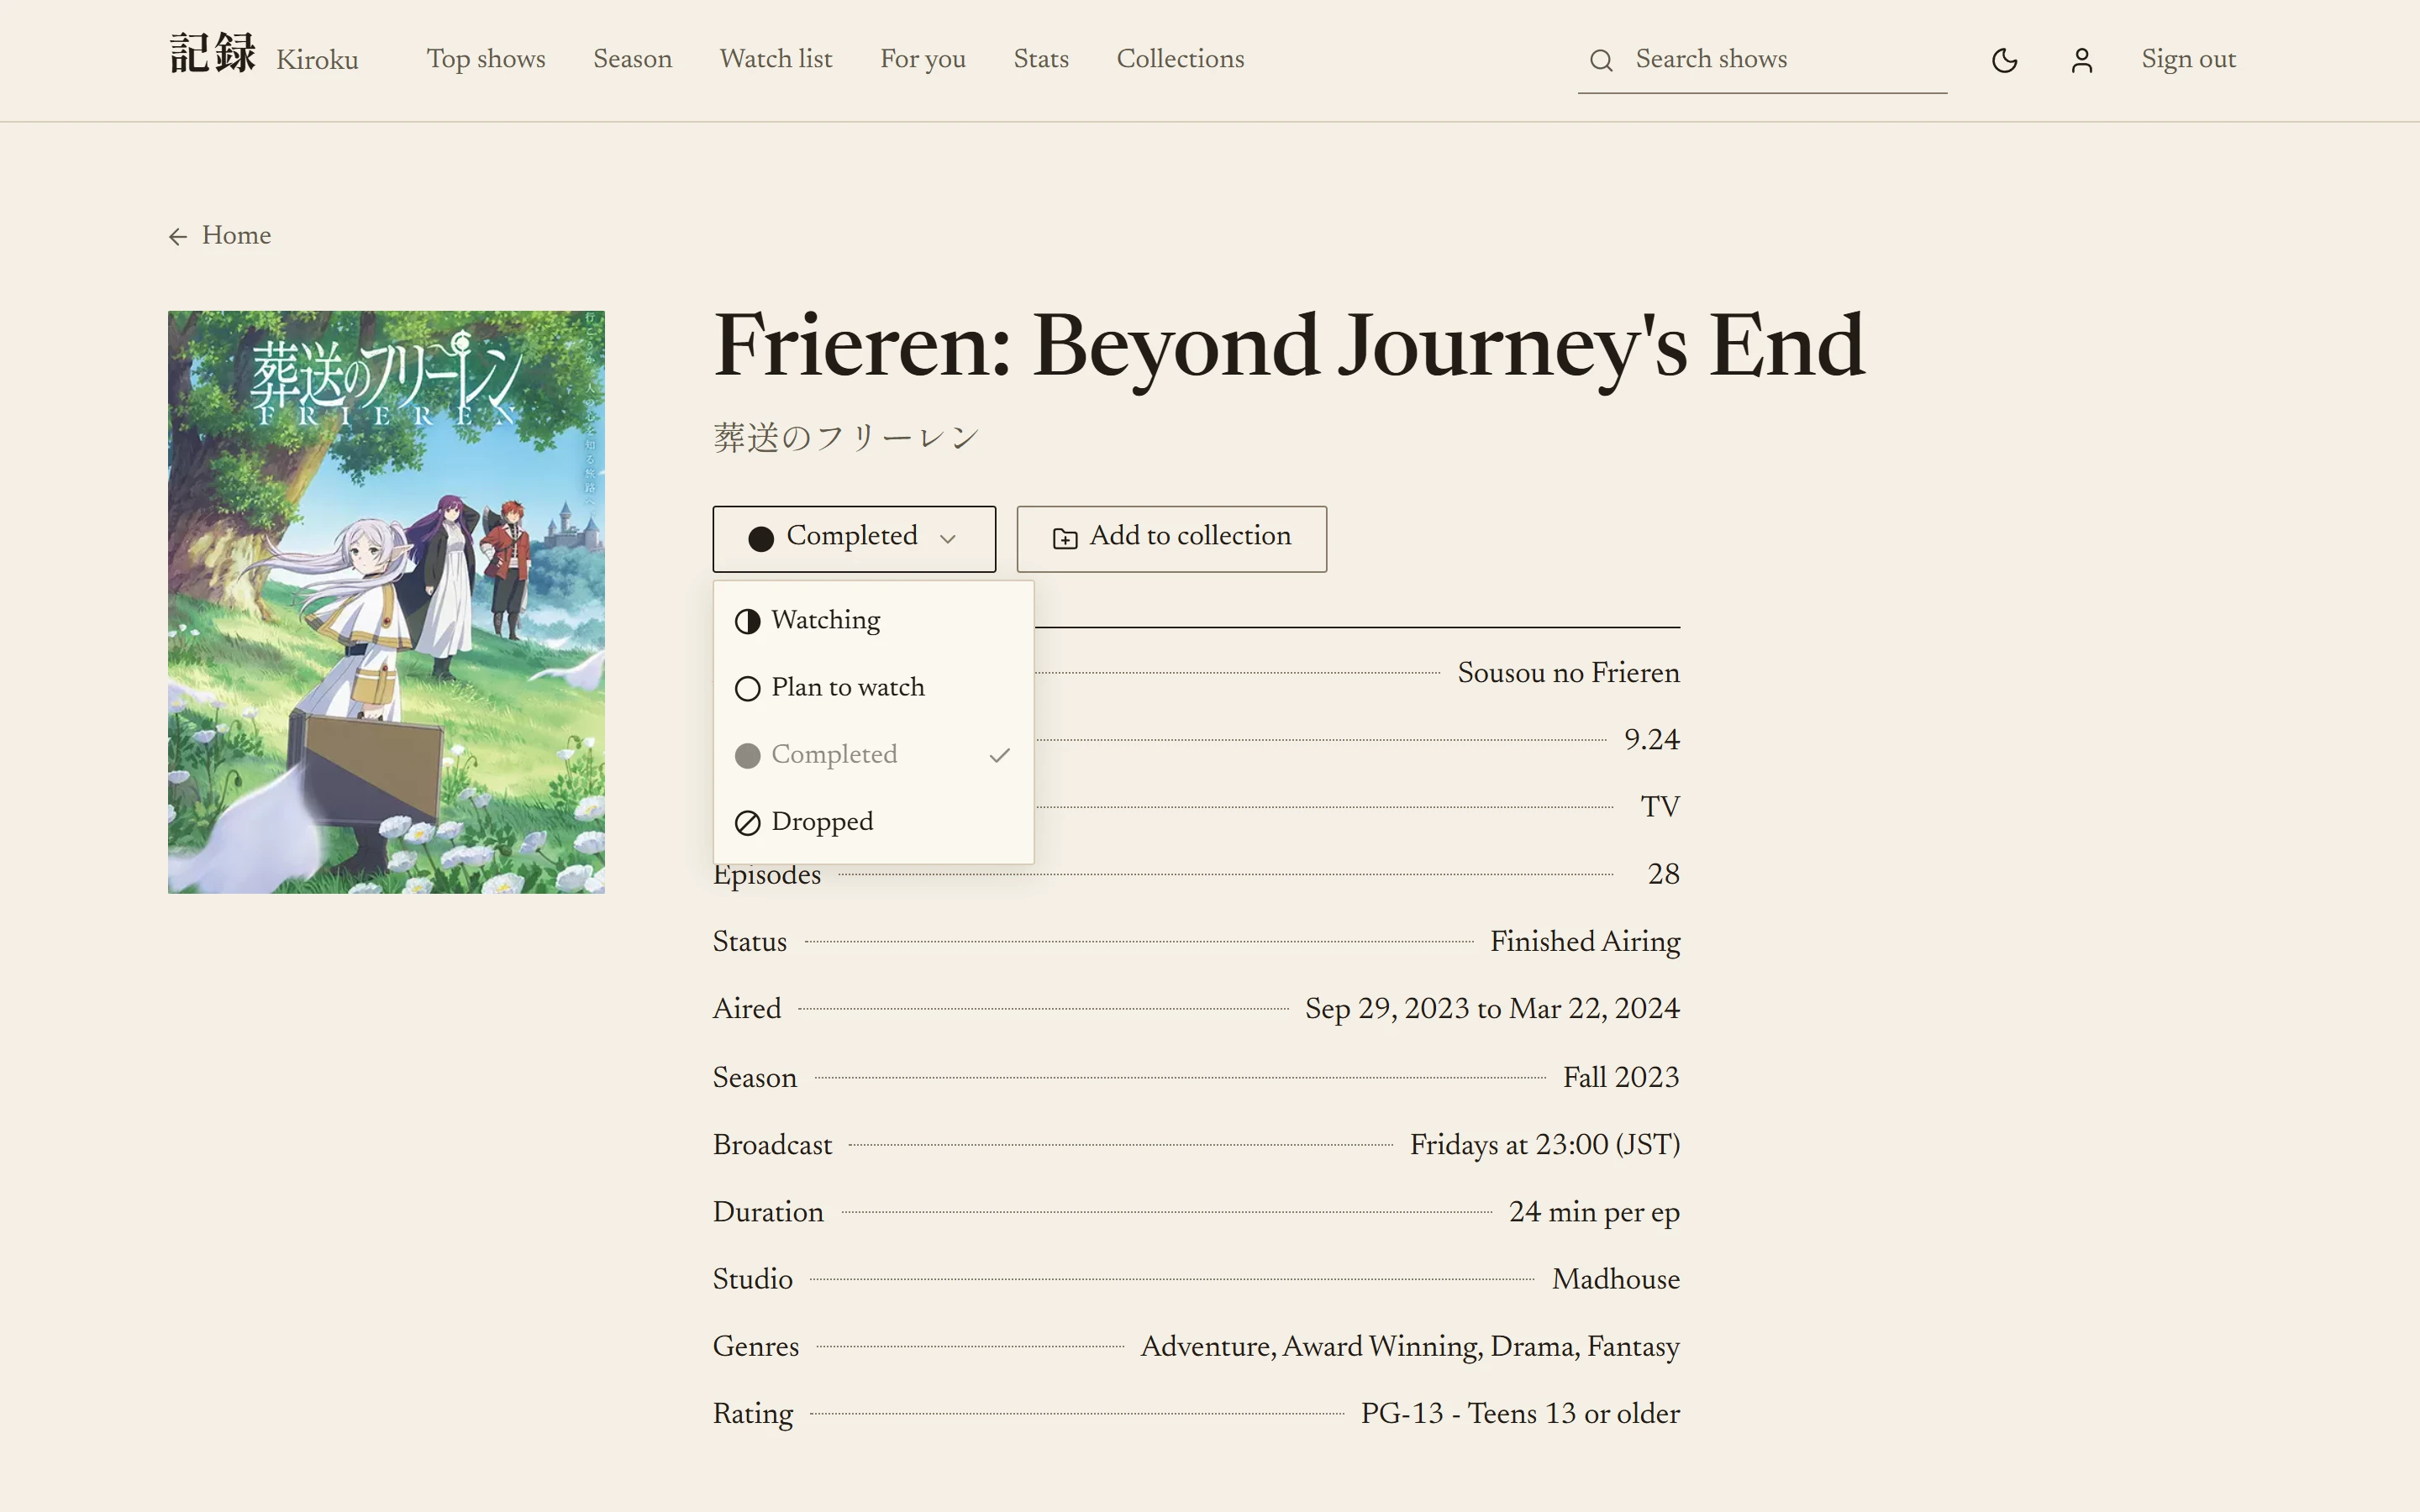 記録 Kiroku Top shows Season Watch list For you Stats Collections Search shows Sign out
Home
葬送のフリーレン
FRIEREN
Frieren: Beyond Journey's End
葬送のフリーレン
Completed Add to collection
Watching
Plan to watch
Completed
Dropped
Sousou no Frieren
9.24
TV
Episodes 28
Status Finished Airing
Aired Sep 29, 2023 to Mar 22, 2024
Season Fall 2023
Broadcast Fridays at 23:00 (JST)
Duration 24 min per ep
Studio Madhouse
Genres Adventure, Award Winning, Drama, Fantasy
Rating PG-13 - Teens 13 or older